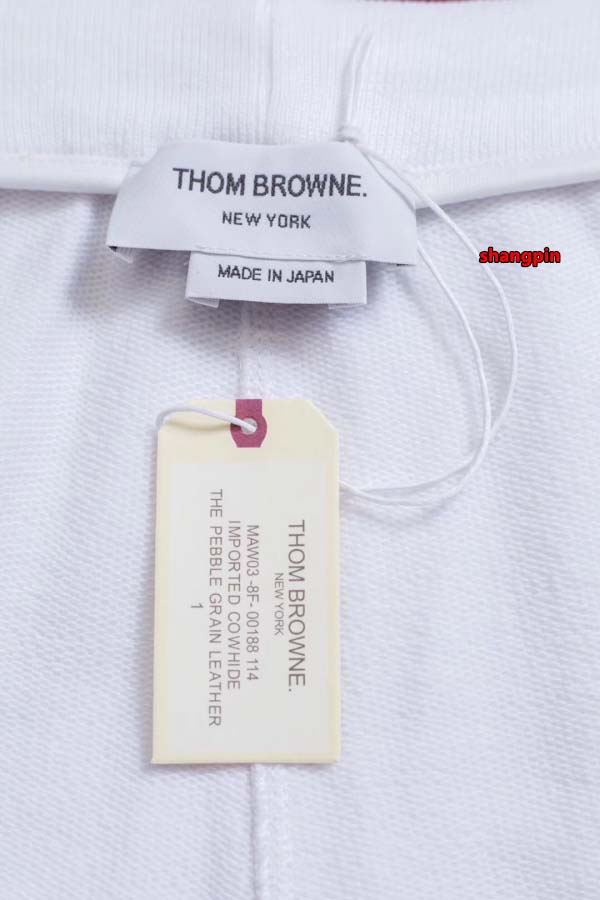 THOM BROWNE.
NEW YORK
MADE IN JAPAN
shangpin
THOM BROWNE.
NEW YORK
MAW03 -8F- 00188 114
IMPORTED COWHIDE
THE PEBBLE GRAIN LEATHER
1